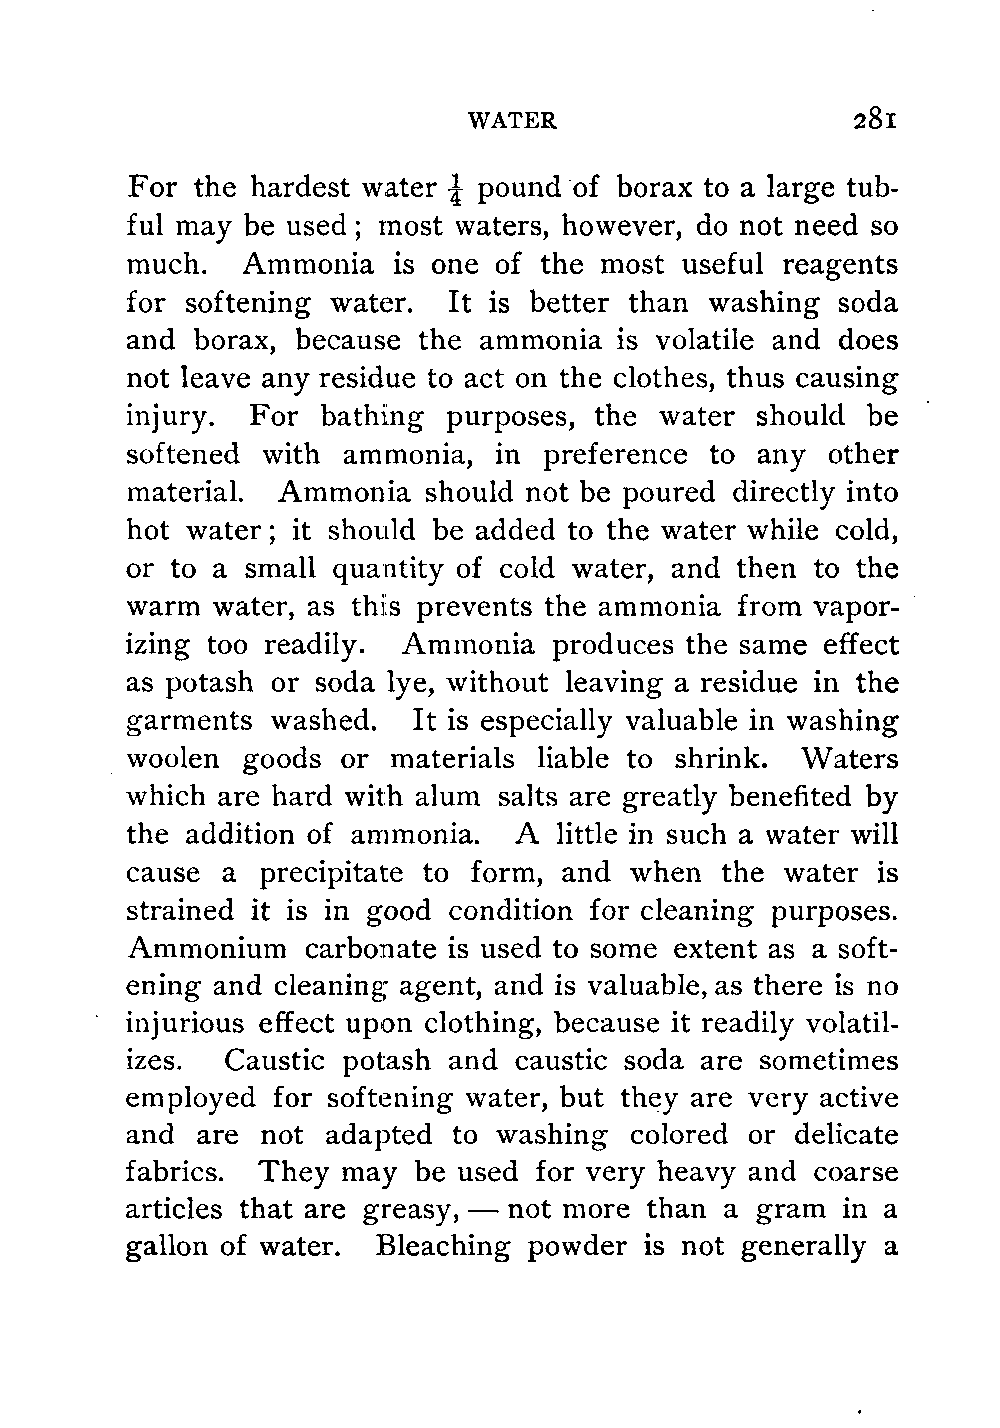 WATER 281
For the hardest water ¼ pound of borax to a large tub-
ful may be used; most waters, however, do not need so
much. Ammonia is one of the most useful reagents
for softening water. It is better than washing soda
and borax, because the ammonia is volatile and does
not leave any residue to act on the clothes, thus causing
injury. For bathing purposes, the water should be
softened with ammonia, in preference to any other
material. Ammonia should not be poured directly into
hot water; it should be added to the water while cold,
or to a small quantity of cold water, and then to the
warm water, as this prevents the ammonia from vapor-
izing too readily. Ammonia produces the same effect
as potash or soda lye, without leaving a residue in the
garments washed. It is especially valuable in washing
woolen goods or materials liable to shrink. Waters
which are hard with alum salts are greatly benefited by
the addition of ammonia. A little in such a water will
cause a precipitate to form, and when the water is
strained it is in good condition for cleaning purposes.
Ammonium carbonate is used to some extent as a soft-
ening and cleaning agent, and is valuable, as there is no
injurious effect upon clothing, because it readily volatil-
izes. Caustic potash and caustic soda are sometimes
employed for softening water, but they are very active
and are not adapted to washing colored or delicate
fabrics. They may be used for very heavy and coarse
articles that are greasy, — not more than a gram in a
gallon of water. Bleaching powder is not generally a